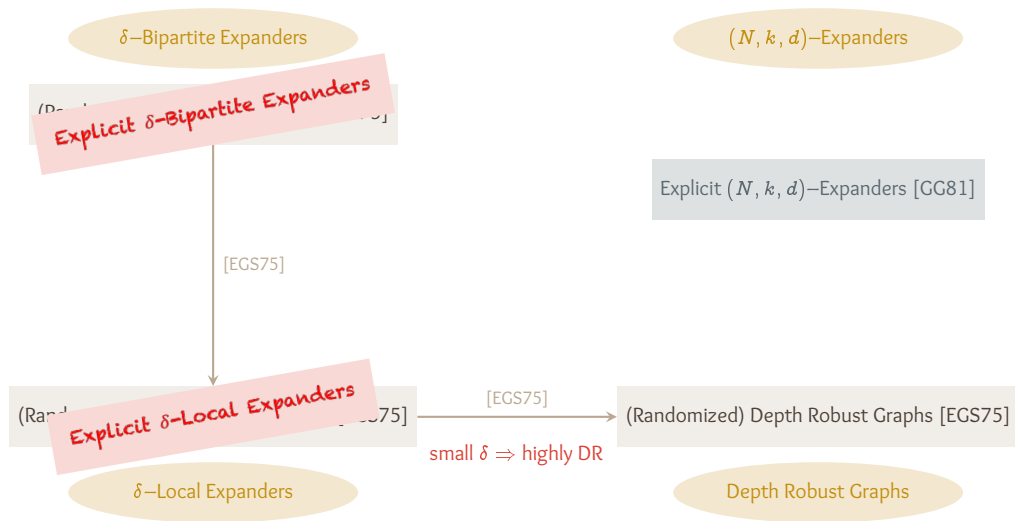 δ–Bipartite Expanders
(N, k, d)–Expanders
Explicit δ–Bipartite Expanders
Explicit (N, k, d)–Expanders [GG81]
[EGS75]
Explicit δ–Local Expanders
[EGS75]
(Randomized) Depth Robust Graphs [EGS75]
small δ ⇒ highly DR
δ–Local Expanders
Depth Robust Graphs